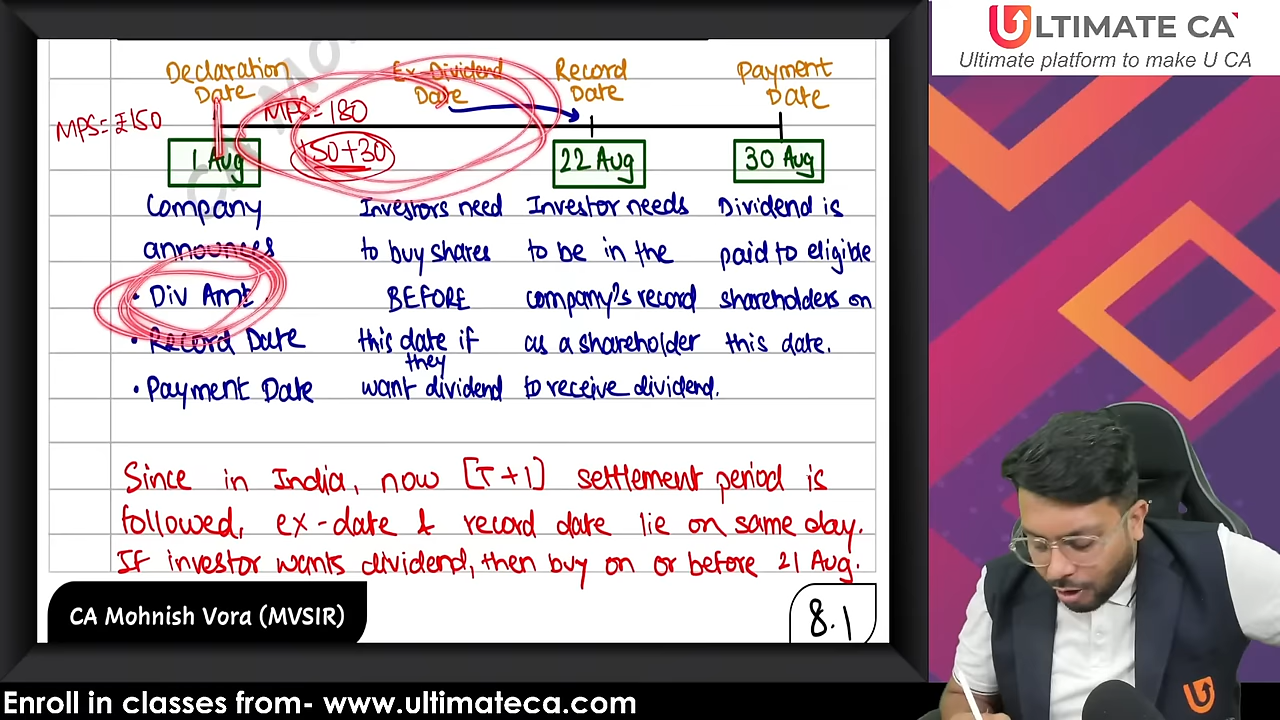 ULTIMATE CA
Ultimate platform to make U CA
Declaration Date
Ex-Dividend Date
Record Date
Payment Date
MPS= ₹150
MPS= 180
150+30
1 Aug
22 Aug
30 Aug
Company announces
• Div Amt.
• Record Date
• Payment Date
Investors need
to buy shares
BEFORE
this date if
they
want dividend
Investor needs
to be in the
company's record
as a shareholder
to receive dividend.
Dividend is
paid to eligible
shareholders on
this date.
Since in India, now [T+1] settlement period is
followed, ex-date & record date lie on same day.
If investor wants dividend, then buy on or before 21 Aug.
CA Mohnish Vora (MVSIR)
8.1
Enroll in classes from- www.ultimateca.com